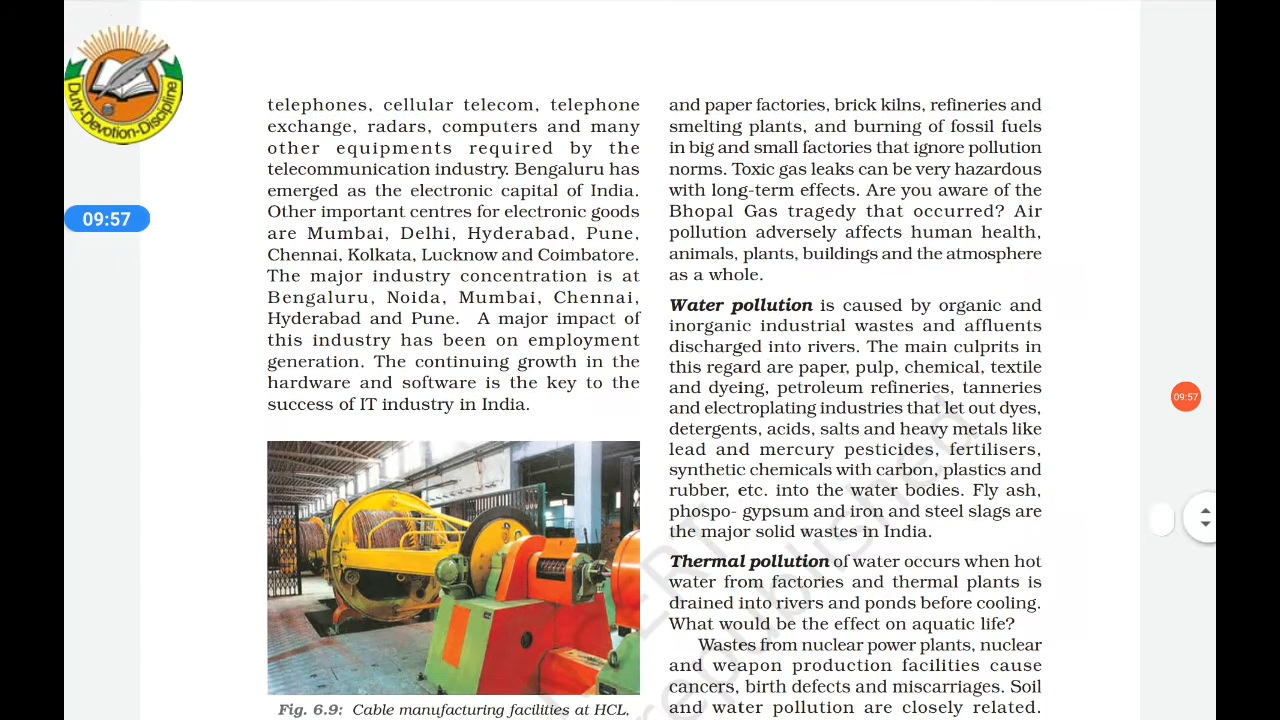 Duty-Devotion-Discipline
09:57
telephones, cellular telecom, telephone
exchange, radars, computers and many
other equipments required by the
telecommunication industry. Bengaluru has
emerged as the electronic capital of India.
Other important centres for electronic goods
are Mumbai, Delhi, Hyderabad, Pune,
Chennai, Kolkata, Lucknow and Coimbatore.
The major industry concentration is at
Bengaluru, Noida, Mumbai, Chennai,
Hyderabad and Pune. A major impact of
this industry has been on employment
generation. The continuing growth in the
hardware and software is the key to the
success of IT industry in India.
Fig. 6.9: Cable manufacturing facilities at HCL,
and paper factories, brick kilns, refineries and
smelting plants, and burning of fossil fuels
in big and small factories that ignore pollution
norms. Toxic gas leaks can be very hazardous
with long-term effects. Are you aware of the
Bhopal Gas tragedy that occurred? Air
pollution adversely affects human health,
animals, plants, buildings and the atmosphere
as a whole.
Water pollution is caused by organic and
inorganic industrial wastes and affluents
discharged into rivers. The main culprits in
this regard are paper, pulp, chemical, textile
and dyeing, petroleum refineries, tanneries
and electroplating industries that let out dyes,
detergents, acids, salts and heavy metals like
lead and mercury pesticides, fertilisers,
synthetic chemicals with carbon, plastics and
rubber, etc. into the water bodies. Fly ash,
phospo- gypsum and iron and steel slags are
the major solid wastes in India.
Thermal pollution of water occurs when hot
water from factories and thermal plants is
drained into rivers and ponds before cooling.
What would be the effect on aquatic life?
Wastes from nuclear power plants, nuclear
and weapon production facilities cause
cancers, birth defects and miscarriages. Soil
and water pollution are closely related.
09:57